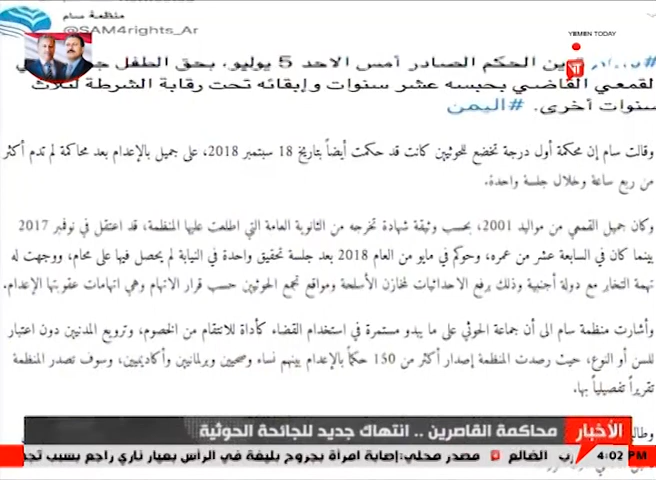 منظمة سام
@SAM4rights_Ar
YEMEN TODAY
ـين الحكم الصادر أمس الاحد 5 يوليو، بحق الطفل
القمعي القاضي بحبسه عشر سنوات وإبقائه تحت رقابة الشرطة لثلاث
سنوات أخرى. #اليمن
وقالت سام إن محكمة أول درجة تخضع للحوثيين كانت قد حكمت أيضاً بتاريخ 18 سبتمبر 2018، على جميل بالإعدام بعد محاكمة لم تدم أكثر
من ربع ساعة وخلال جلسة واحدة.
وكان جميل القمعي من مواليد 2001، بحسب وثيقة شهادة تخرجه من الثانوية العامة التي اطلعت عليها المنظمة، قد اعتقل في نوفمبر 2017
بينما كان في السابعة عشر من عمره، وحوكم في مايو من العام 2018 بعد جلسة تحقيق واحدة في النيابة لم يحصل فيها على محام، ووجهت له
تهمة التخابر مع دولة أجنبية وذلك برفع الاحداثيات لمخازن الأسلحة ومواقع تجمع الحوثيين حسب قرار الاتهام وهي اتهامات عقوبتها الإعدام.
وأشارت منظمة سام الى أن جماعة الحوثي على ما يبدو مستمرة في استخدام القضاء كأداة للانتقام من الخصوم، وترويع المدنيين دون اعتبار
للسن أو النوع، حيث رصدت المنظمة إصدار أكثر من 150 حكماً بالإعدام بينهم نساء وصحيين وبرلمانيين وأكاديميين، وسوف تصدر المنظمة
تقريراً تفصيلياً بها.
الأخبار
محاكمة القاصرين .. انتهاك جديد للجائحة الحوثية
4:02 PM
ـرب الضالع مصدر محلي: إصابة امرأة بجروح بليغة في الرأس بعيار ناري راجع بسبب تجد